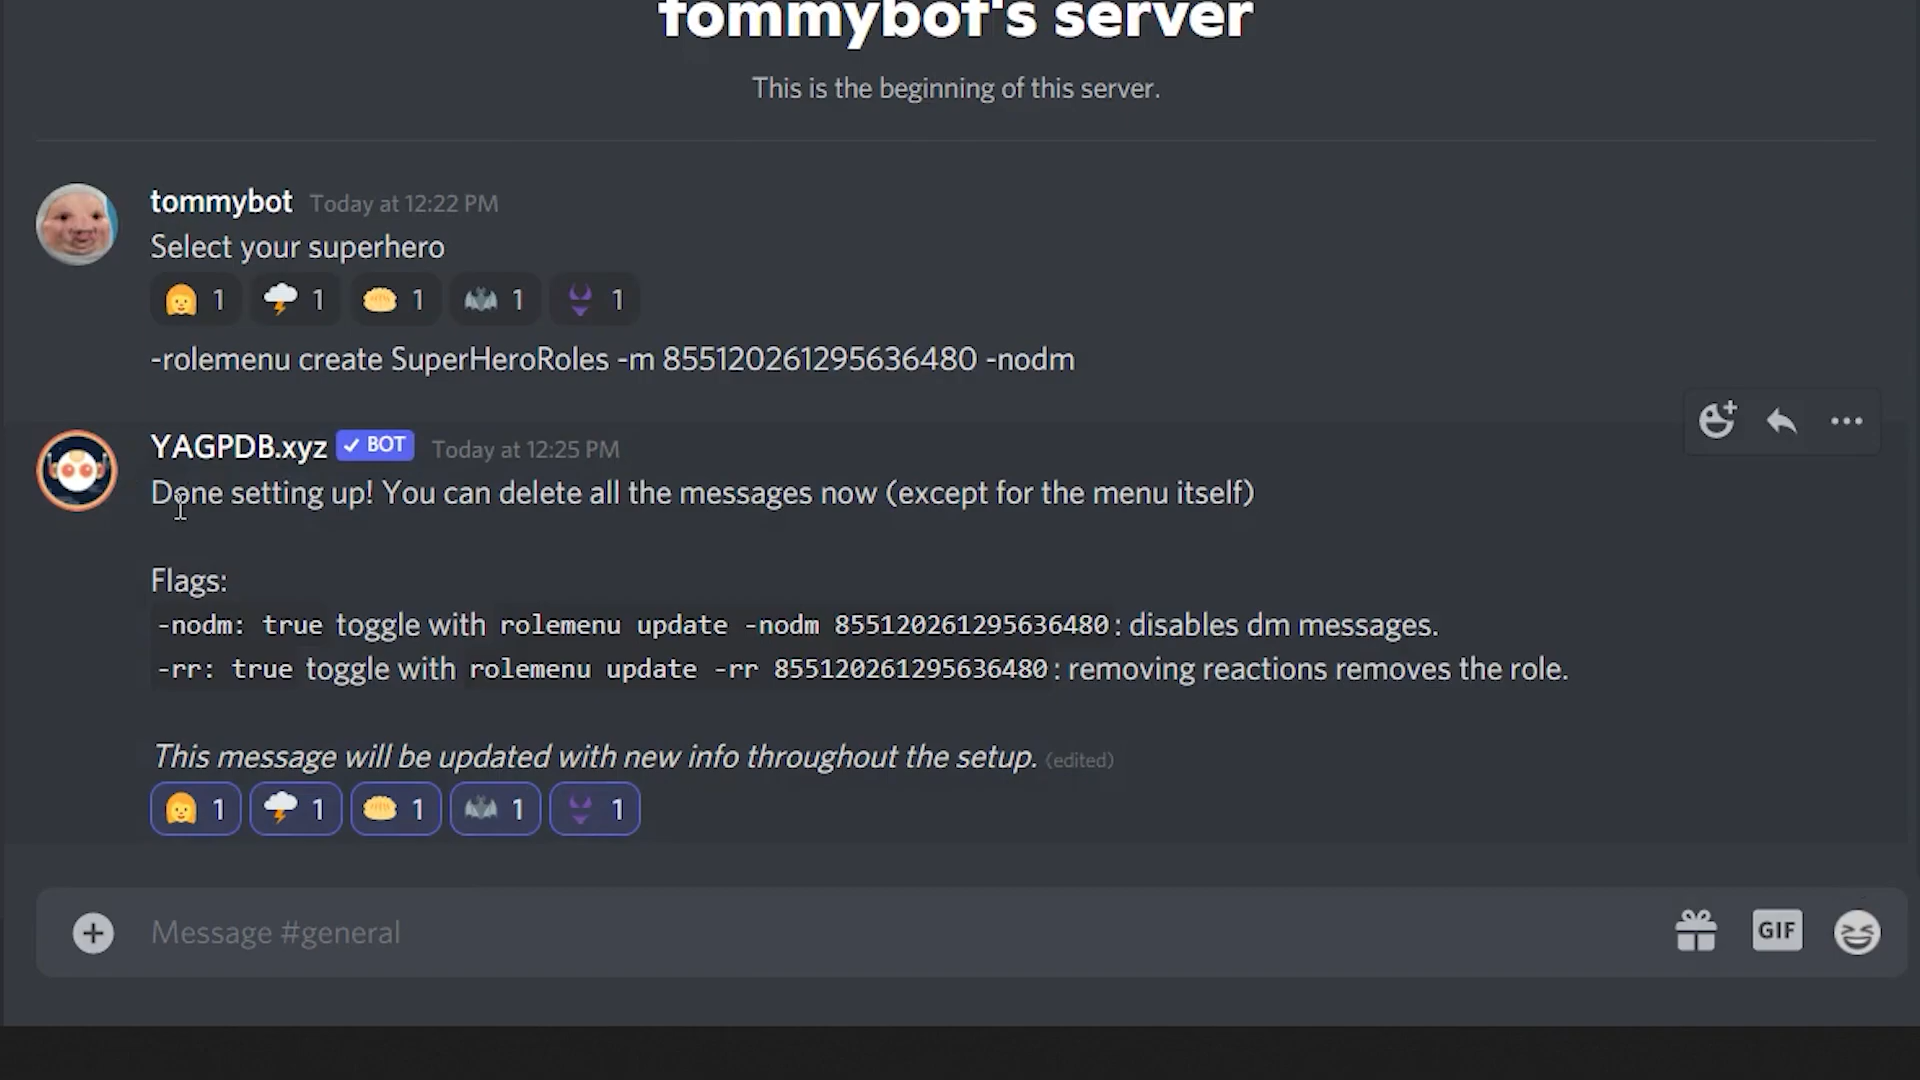 tommybot's server
This is the beginning of this server.
tommybot Today at 12:22 PM
Select your superhero
1 1 1 1 1
-rolemenu create SuperHeroRoles -m 855120261295636480 -nodm
YAGPDB.xyz BOT Today at 12:25 PM
Done setting up! You can delete all the messages now (except for the menu itself)
Flags:
-nodm: true toggle with rolemenu update -nodm 855120261295636480: disables dm messages.
-rr: true toggle with rolemenu update -rr 855120261295636480: removing reactions removes the role.
This message will be updated with new info throughout the setup. (edited)
1 1 1 1 1
Message #general
GIF